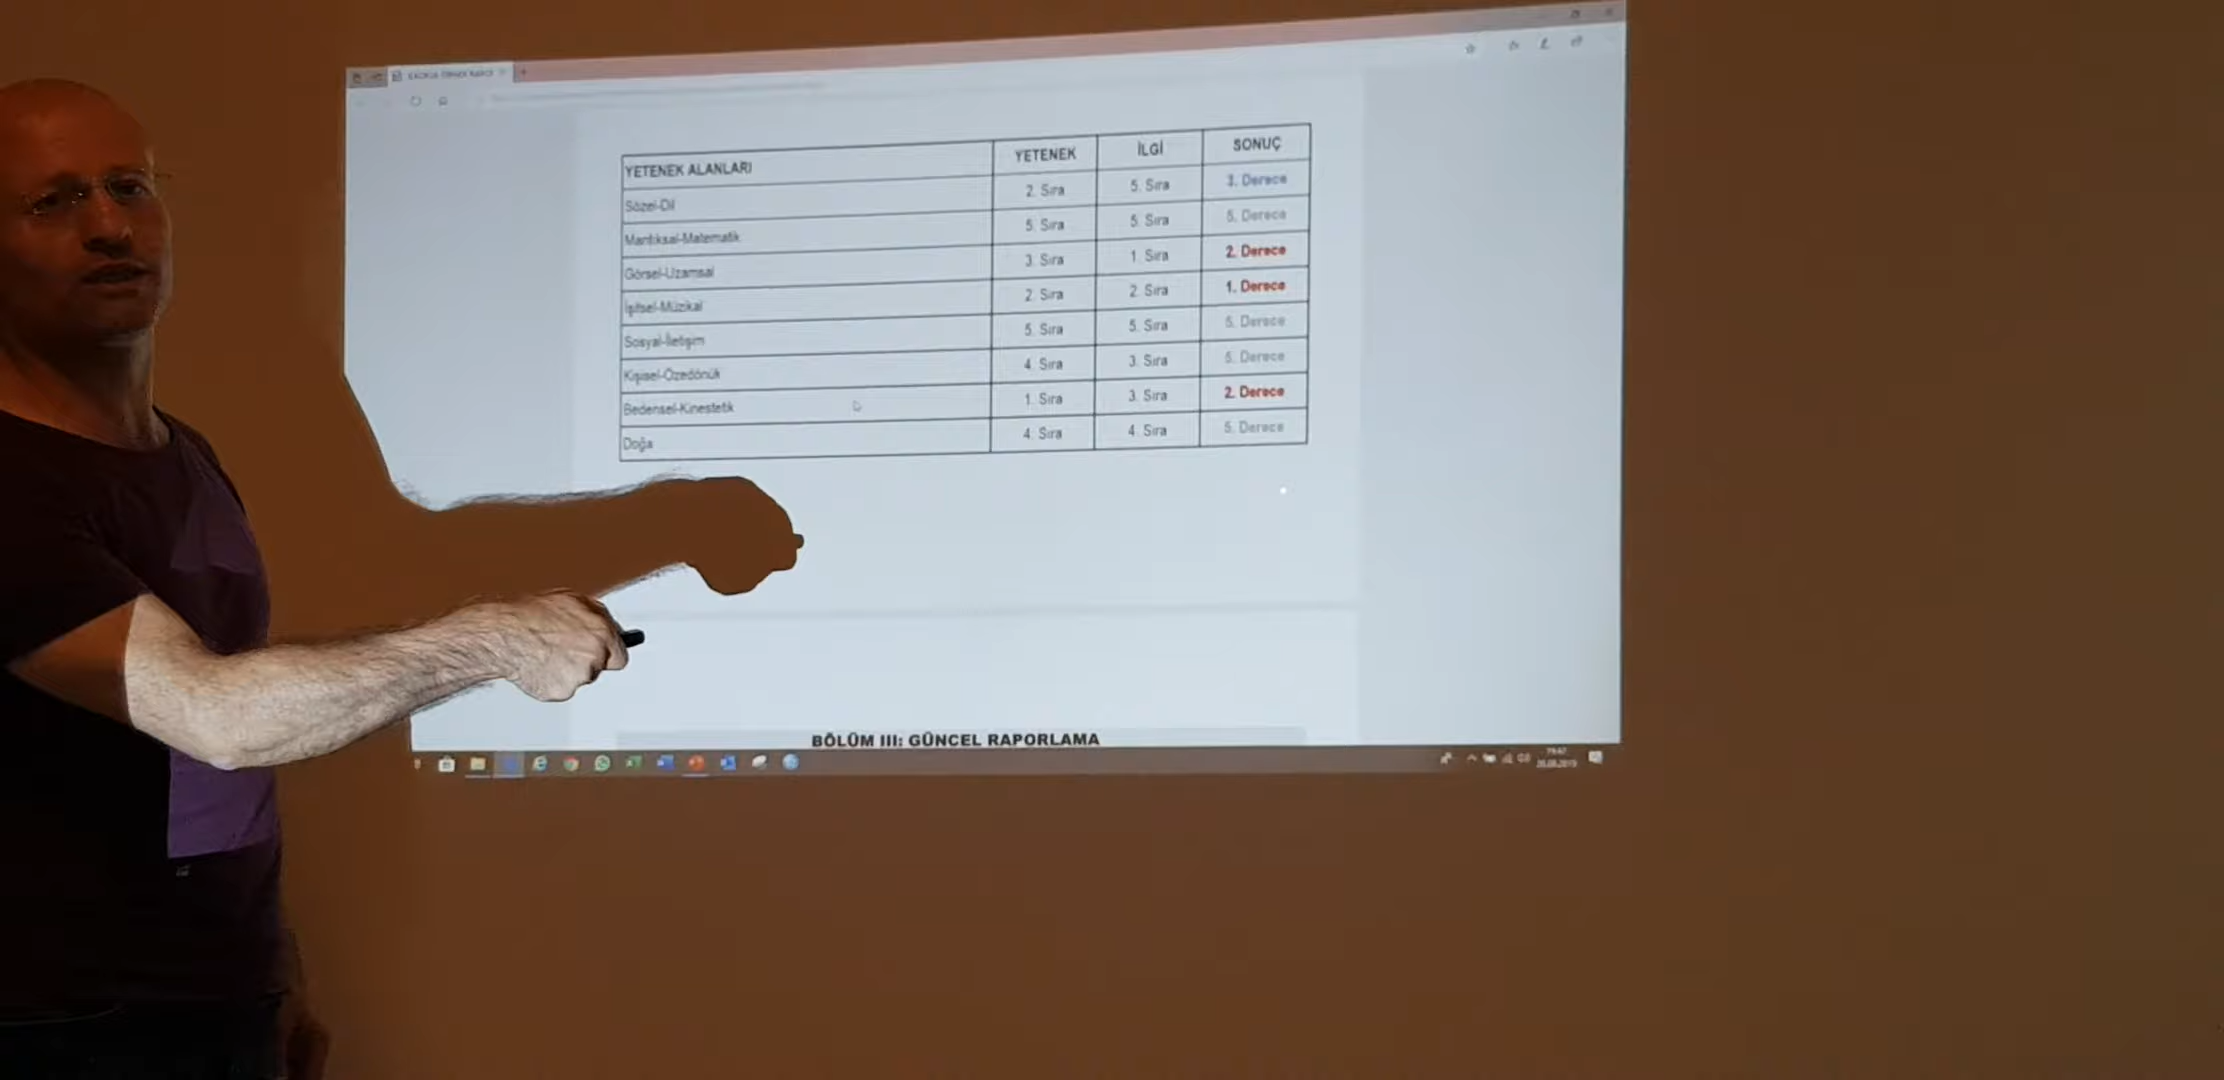 YETENEK ALANLARI YETENEK İLGİ SONUÇ
Sözel-Dil 2. Sıra 5. Sıra 3. Derece
Mantıksal-Matematik 5. Sıra 5. Sıra 5. Derece
Görsel-Uzamsal 3. Sıra 1. Sıra 2. Derece
İşitsel-Müzikal 2. Sıra 2. Sıra 1. Derece
Sosyal-İletişim 5. Sıra 5. Sıra 5. Derece
Kişisel-Özedönük 4. Sıra 3. Sıra 5. Derece
Bedensel-Kinestetik 1. Sıra 3. Sıra 2. Derece
Doğa 4. Sıra 4. Sıra 5. Derece
BÖLÜM III: GÜNCEL RAPORLAMA